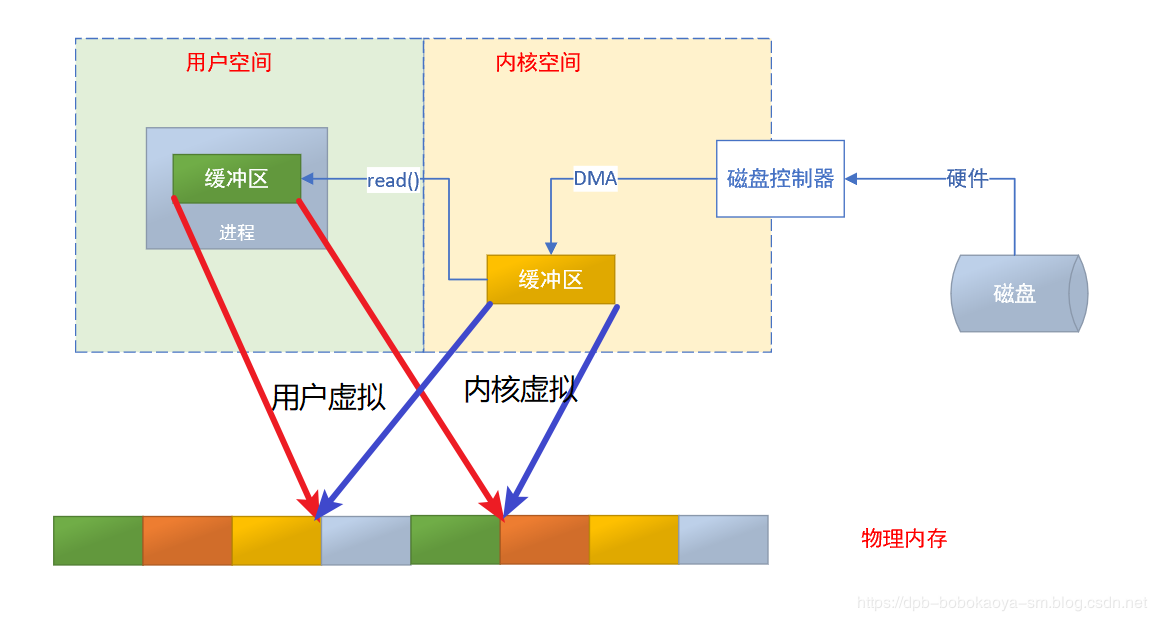 用户空间
内核空间
缓冲区
进程
read()
DMA
磁盘控制器
硬件
缓冲区
磁盘
用户虚拟
内核虚拟
物理内存
https://dpb-bobokaoya-sm.blog.csdn.net